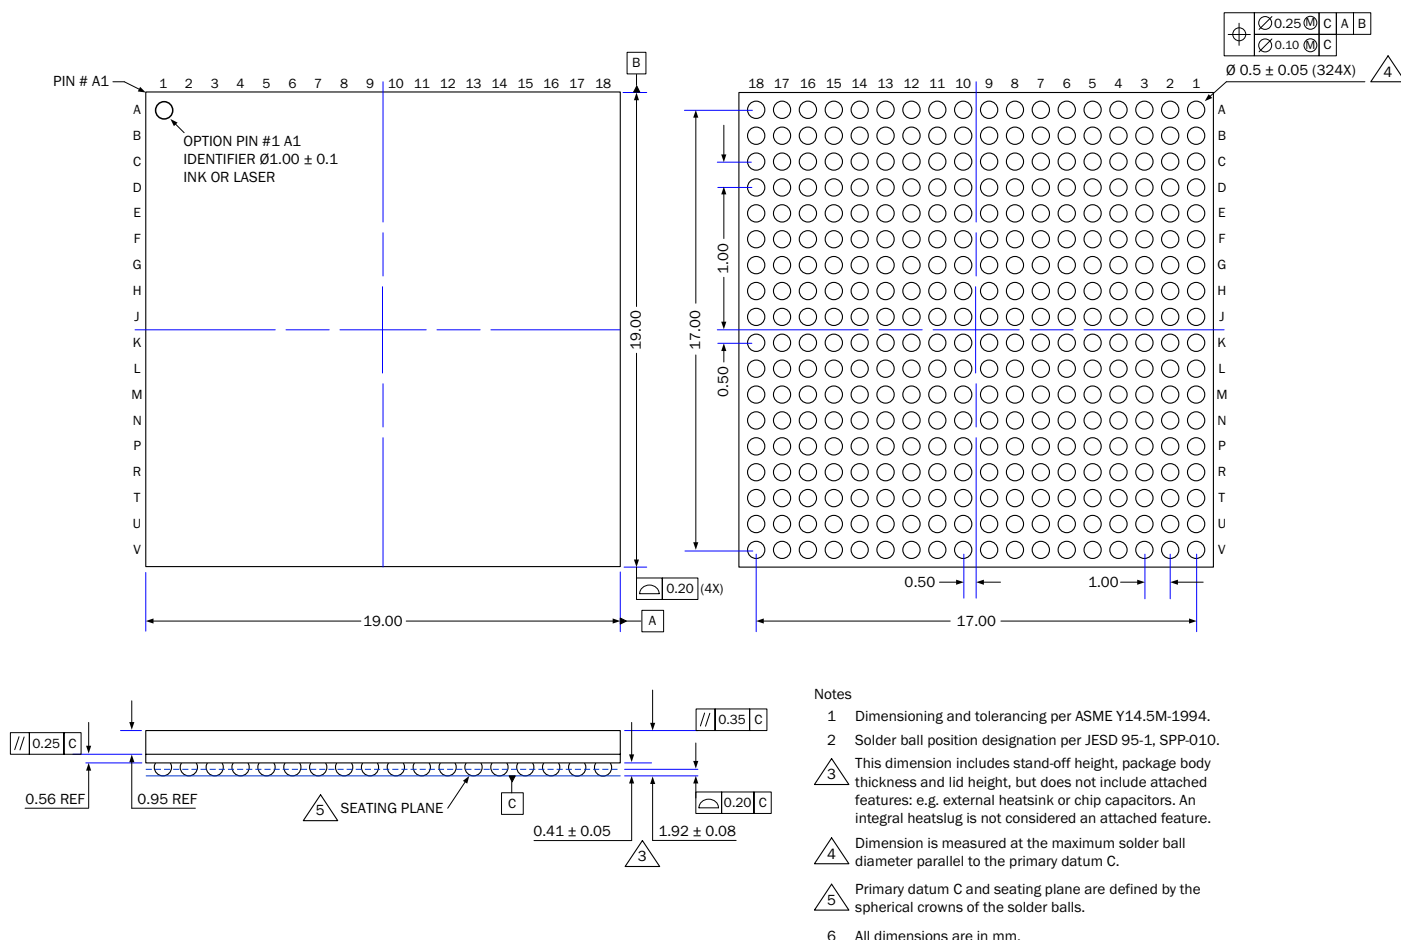 Ø0.25 Ⓜ C A B
Ø0.10 Ⓜ C
Ø 0.5 ± 0.05 (324X) 4
B
PIN # A1
1 2 3 4 5 6 7 8 9 10 11 12 13 14 15 16 17 18
A
B
C
D
E
F
G
H
J
K
L
M
N
P
R
T
U
V
OPTION PIN #1 A1
IDENTIFIER Ø1.00 ± 0.1
INK OR LASER
19.00
0.20 (4X)
19.00
A
18 17 16 15 14 13 12 11 10 9 8 7 6 5 4 3 2 1
A
B
C
D
E
F
G
H
J
K
L
M
N
P
R
T
U
V
1.00
17.00
0.50
0.50
1.00
17.00
// 0.25 C
// 0.35 C
0.56 REF
0.95 REF
5 SEATING PLANE
C
0.20 C
0.41 ± 0.05
1.92 ± 0.08
3
Notes
1 Dimensioning and tolerancing per ASME Y14.5M-1994.
2 Solder ball position designation per JESD 95-1, SPP-010.
3 This dimension includes stand-off height, package body
thickness and lid height, but does not include attached
features: e.g. external heatsink or chip capacitors. An
integral heatslug is not considered an attached feature.
4 Dimension is measured at the maximum solder ball
diameter parallel to the primary datum C.
5 Primary datum C and seating plane are defined by the
spherical crowns of the solder balls.
6 All dimensions are in mm.